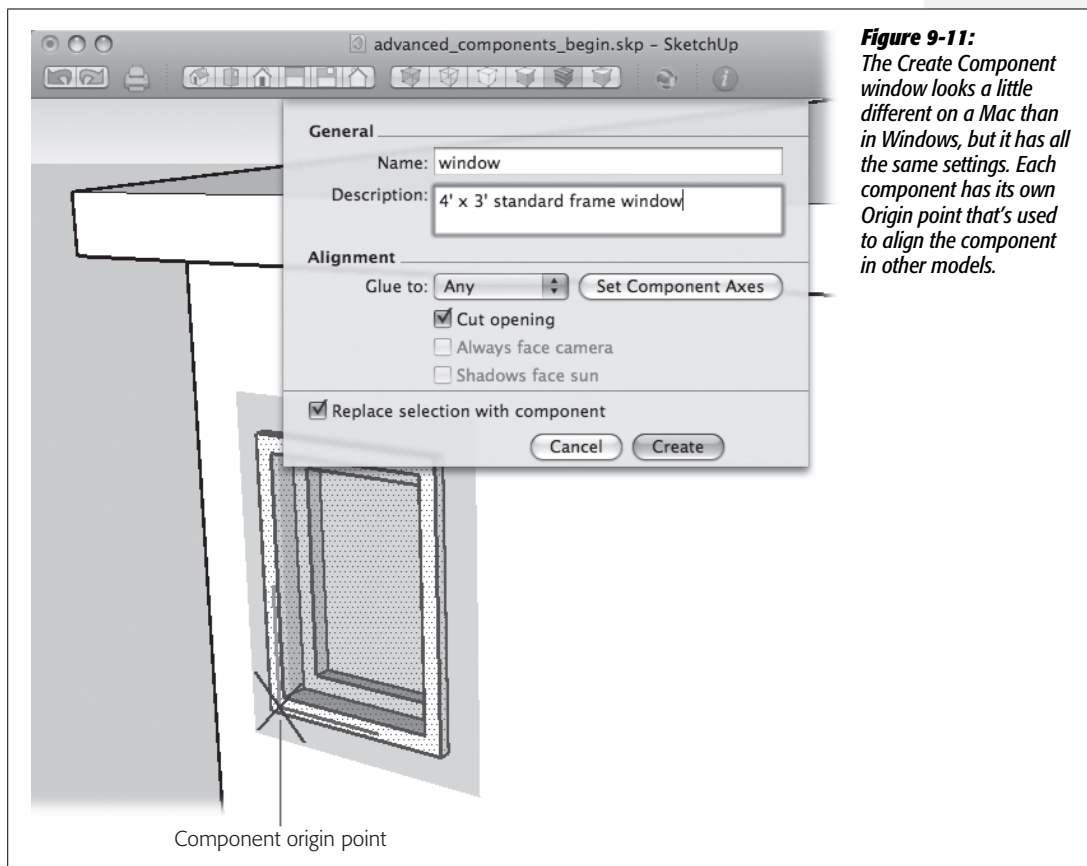 advanced_components_begin.skp – SketchUp
General
Name: window
Description: 4' x 3' standard frame window
Alignment
Glue to: Any Set Component Axes
Cut opening
Always face camera
Shadows face sun
Replace selection with component
Cancel Create
Component origin point
Figure 9-11:
The Create Component
window looks a little
different on a Mac than
in Windows, but it has all
the same settings. Each
component has its own
Origin point that's used
to align the component
in other models.